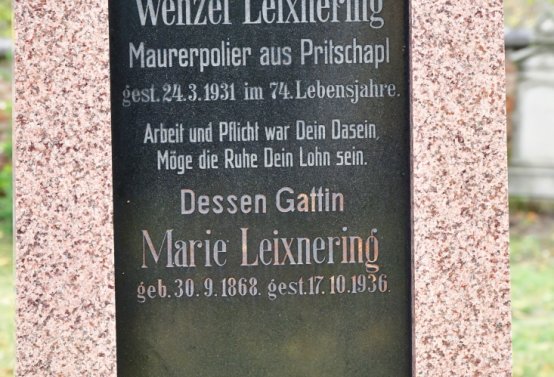 Wenzel Leixnering
Maurerpolier aus Pritschapl
gest. 24.3.1931 im 74. Lebensjahre.
Arbeit und Pflicht war Dein Dasein,
Möge die Ruhe Dein Lohn sein.
Dessen Gattin
Marie Leixnering
geb. 30. 9. 1868. gest. 17. 10. 1936.